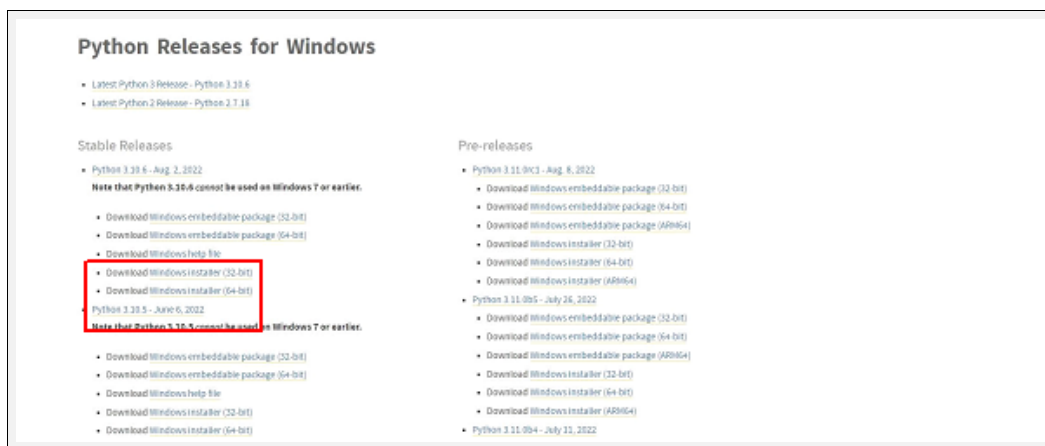 Python Releases for Windows
Latest Python 3 Release - Python 3.10.6
Latest Python 2 Release - Python 2.7.18
Stable Releases
Python 3.10.6 - Aug. 2, 2022
Note that Python 3.10.6 cannot be used on Windows 7 or earlier.
Download Windows embeddable package (32-bit)
Download Windows embeddable package (64-bit)
Download Windows help file
Download Windows installer (32-bit)
Download Windows installer (64-bit)
Python 3.10.5 - June 6, 2022
Note that Python 3.10.5 cannot be used on Windows 7 or earlier.
Download Windows embeddable package (32-bit)
Download Windows embeddable package (64-bit)
Download Windows help file
Download Windows installer (32-bit)
Download Windows installer (64-bit)
Pre-releases
Python 3.11.0rc1 - Aug. 8, 2022
Download Windows embeddable package (32-bit)
Download Windows embeddable package (64-bit)
Download Windows embeddable package (ARM64)
Download Windows installer (32-bit)
Download Windows installer (64-bit)
Download Windows installer (ARM64)
Python 3.11.0b5 - July 26, 2022
Download Windows embeddable package (32-bit)
Download Windows embeddable package (64-bit)
Download Windows embeddable package (ARM64)
Download Windows installer (32-bit)
Download Windows installer (64-bit)
Download Windows installer (ARM64)
Python 3.11.0b4 - July 11, 2022